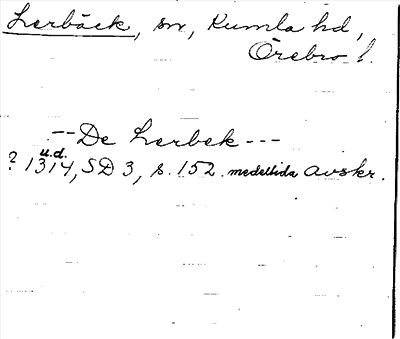 Lerbäck, sn, Kumla hd,
Örebro l.
-- De Lerbek ---
u.d.
? 1314, SD 3, s. 152. medeltida Avskr.